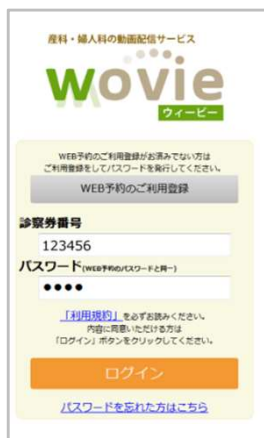 産科・婦人科の動画配信サービス
wovie
ウィービー
WEB予約のご利用登録がお済みでない方は
ご利用登録をしてパスワードを発行してください。
WEB予約のご利用登録
診察券番号
123456
パスワード(WEB予約のパスワードと同一)
●●●●
「利用規約」を必ずお読みください。
内容に同意いただける方は
「ログイン」ボタンをクリックしてください。
ログイン
パスワードを忘れた方はこちら